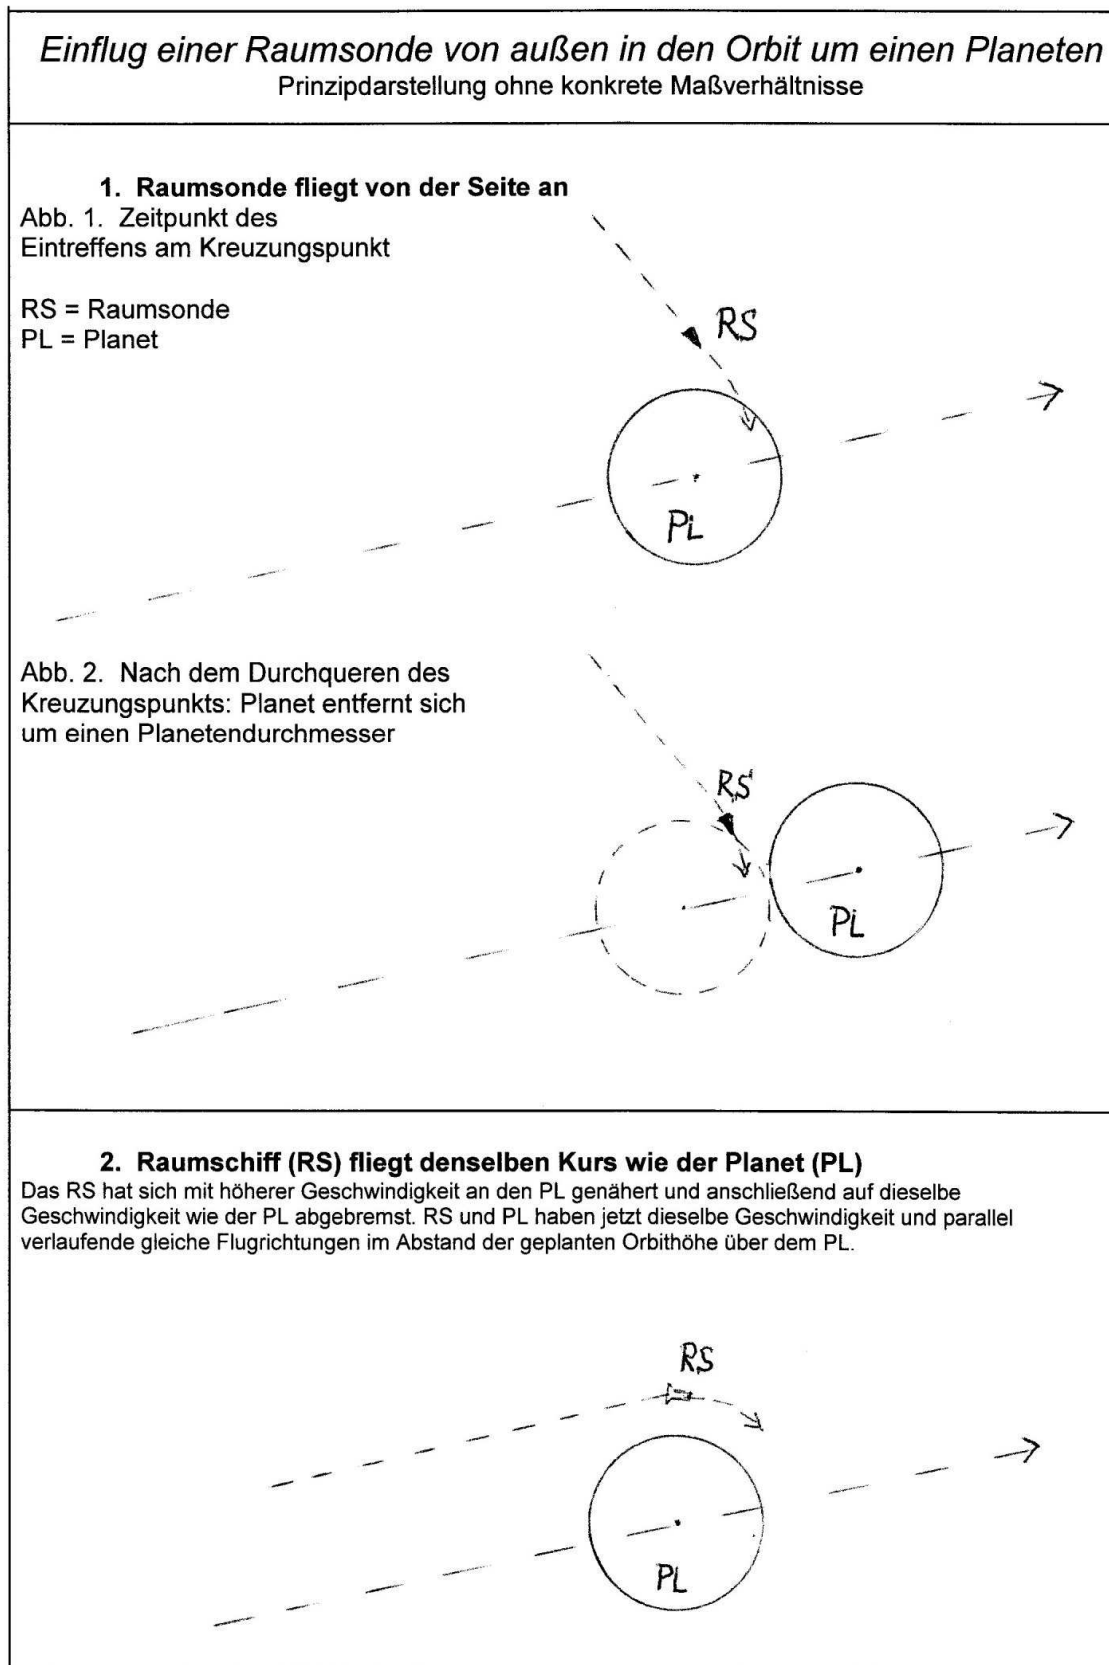 Einflug einer Raumsonde von außen in den Orbit um einen Planeten
Prinzipdarstellung ohne konkrete Maßverhältnisse
1. Raumsonde fliegt von der Seite an
Abb. 1. Zeitpunkt des
Eintreffens am Kreuzungspunkt
RS = Raumsonde
PL = Planet
RS
PL
Abb. 2. Nach dem Durchqueren des
Kreuzungspunkts: Planet entfernt sich
um einen Planetendurchmesser
RS
PL
2. Raumschiff (RS) fliegt denselben Kurs wie der Planet (PL)
Das RS hat sich mit höherer Geschwindigkeit an den PL genähert und anschließend auf dieselbe
Geschwindigkeit wie der PL abgebremst. RS und PL haben jetzt dieselbe Geschwindigkeit und parallel
verlaufende gleiche Flugrichtungen im Abstand der geplanten Orbithöhe über dem PL.
RS
PL